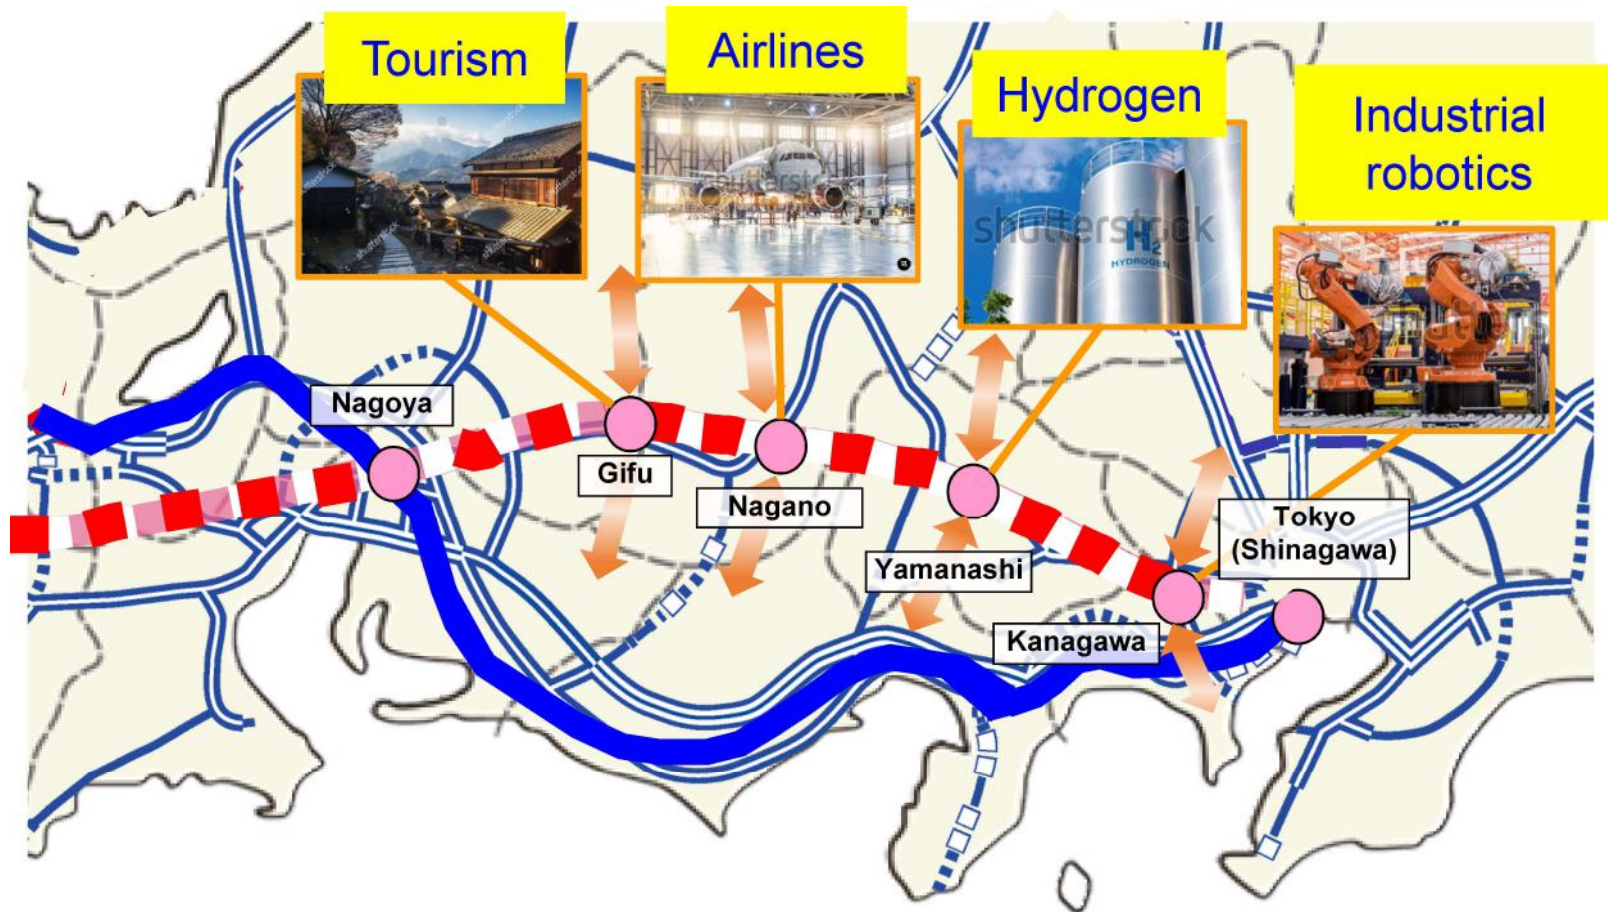 Tourism
Airlines
Hydrogen
Industrial
robotics
shutterstock
H2
HYDROGEN
Nagoya
Gifu
Nagano
Yamanashi
Kanagawa
Tokyo
(Shinagawa)